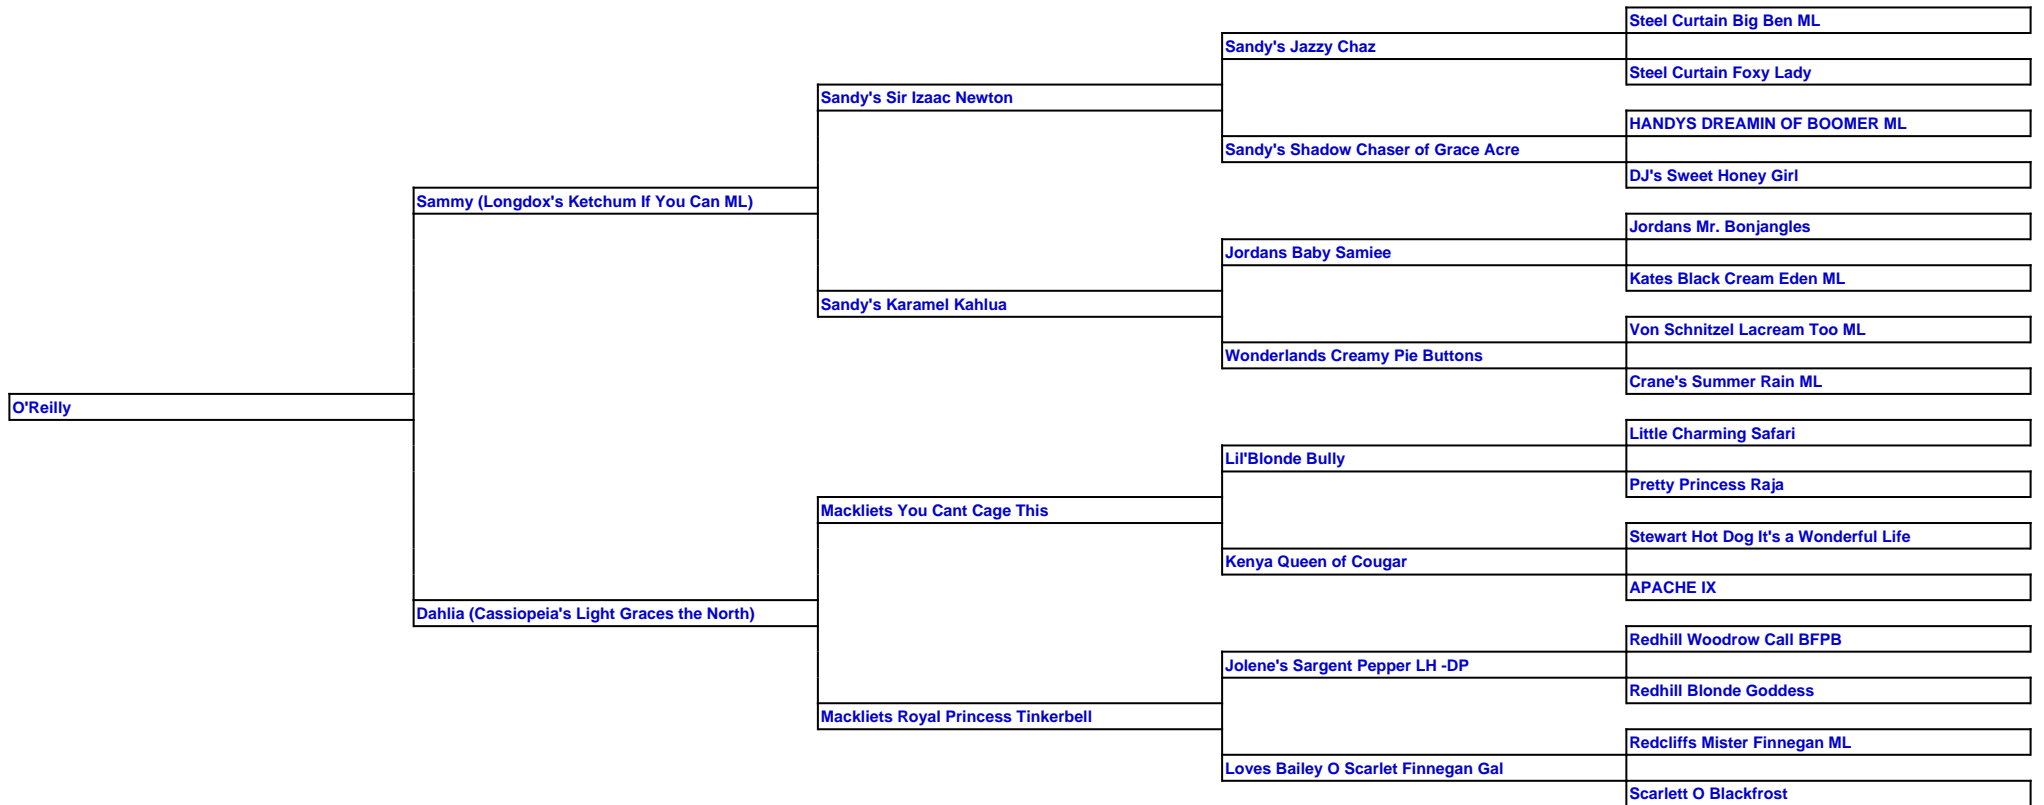 Steel Curtain Big Ben ML
Sandy's Jazzy Chaz
Steel Curtain Foxy Lady
Sandy's Sir Izaac Newton
HANDYS DREAMIN OF BOOMER ML
Sandy's Shadow Chaser of Grace Acre
DJ's Sweet Honey Girl
Sammy (Longdox's Ketchum If You Can ML)
Jordans Mr. Bonjangles
Jordans Baby Samiee
Kates Black Cream Eden ML
Sandy's Karamel Kahlua
Von Schnitzel Lacream Too ML
Wonderlands Creamy Pie Buttons
Crane's Summer Rain ML
O'Reilly
Little Charming Safari
Lil'Blonde Bully
Pretty Princess Raja
Mackliets You Cant Cage This
Stewart Hot Dog It's a Wonderful Life
Kenya Queen of Cougar
APACHE IX
Dahlia (Cassiopeia's Light Graces the North)
Redhill Woodrow Call BFPB
Jolene's Sargent Pepper LH -DP
Redhill Blonde Goddess
Mackliets Royal Princess Tinkerbell
Redcliffs Mister Finnegan ML
Loves Bailey O Scarlet Finnegan Gal
Scarlett O Blackfrost